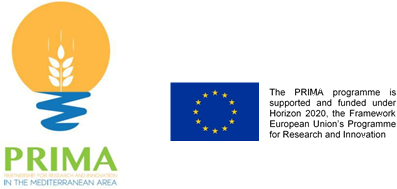 PRIMA
PARTNERSHIP FOR RESEARCH AND INNOVATION
IN THE MEDITERRANEAN AREA
The PRIMA programme is
supported and funded under
Horizon 2020, the Framework
European Union's Programme
for Research and Innovation